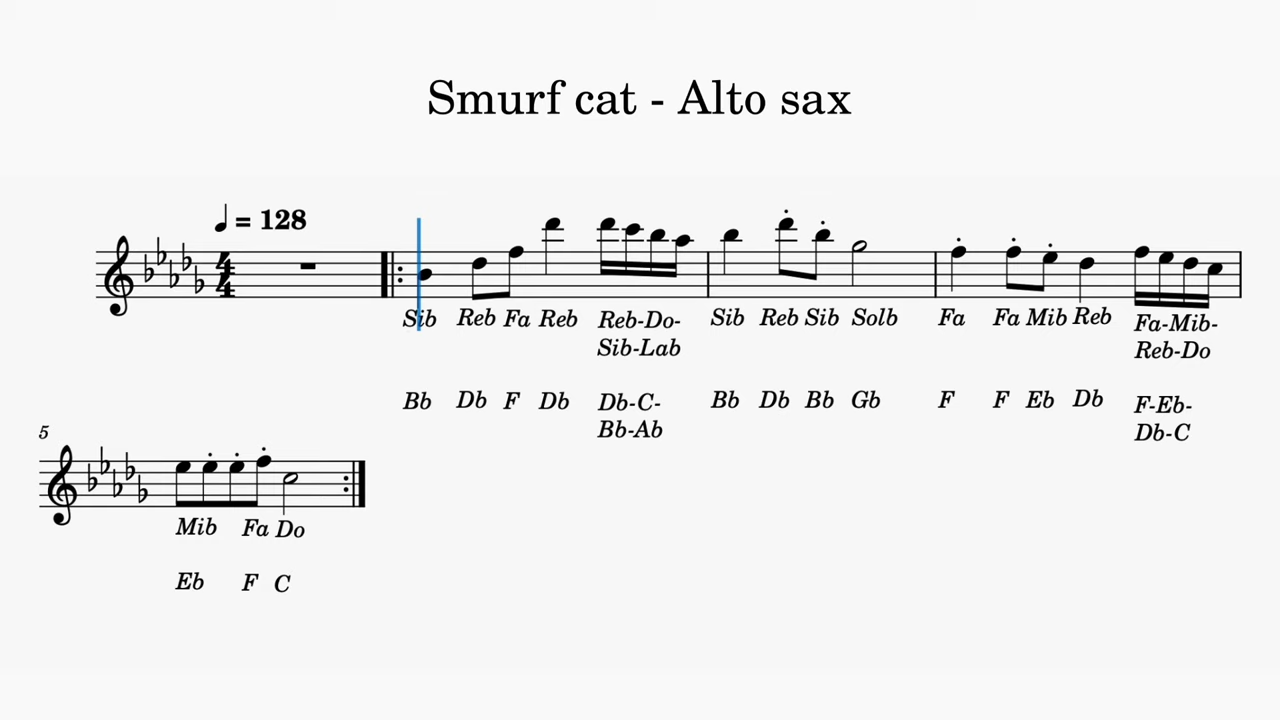 Smurf cat - Alto sax
♩ = 128
4/4
Sib Reb Fa Reb Reb-Do- Sib Reb Sib Solb Fa Fa Mib Reb Fa-Mib-
Sib-Lab Reb-Do
Bb Db F Db Db-C- Bb Db Bb Gb F F Eb Db F-Eb-
Bb-Ab Db-C
5
Mib Fa Do
Eb F C